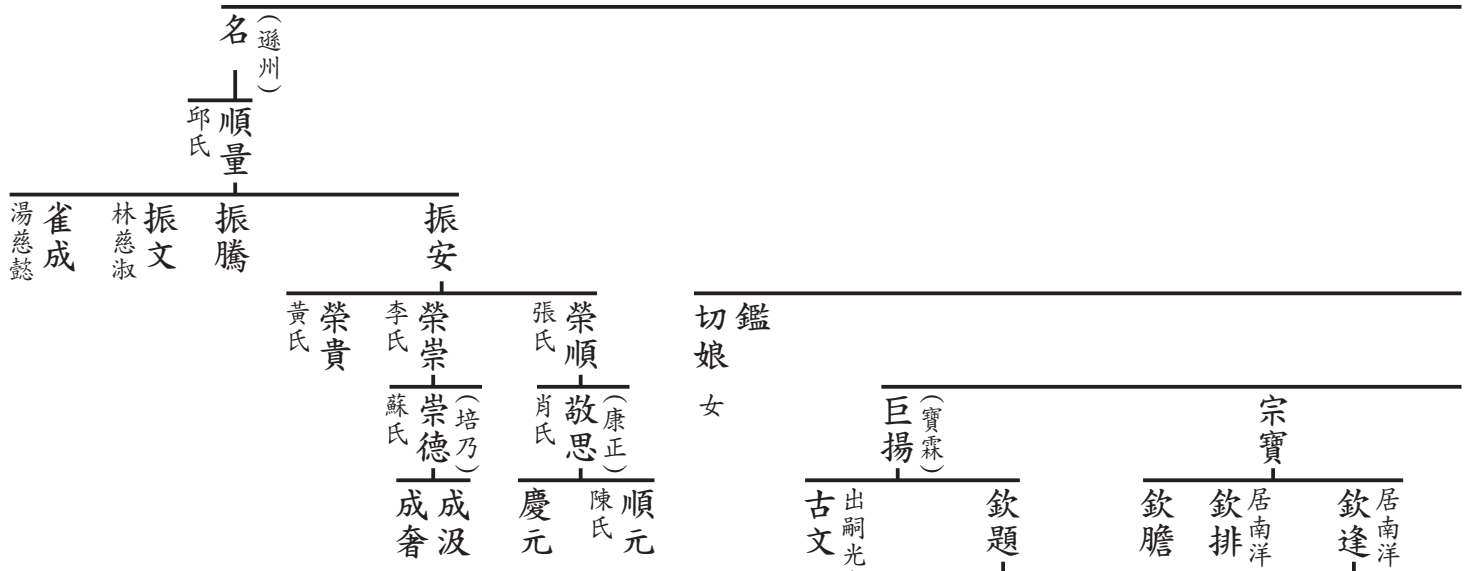 名
（遜州）
順量
邱氏
振安
振騰
振文
林慈淑
雀成
湯慈懿
鑑
切娘
女
榮順
張氏
榮崇
李氏
榮貴
黃氏
宗寶
巨揚
（寶霖）
敬思
（康正）
肖氏
崇德
（培乃）
蘇氏
欽逢
居南洋
欽排
居南洋
欽膽
欽題
古文
出嗣光
順元
陳氏
慶元
成汲
成奢